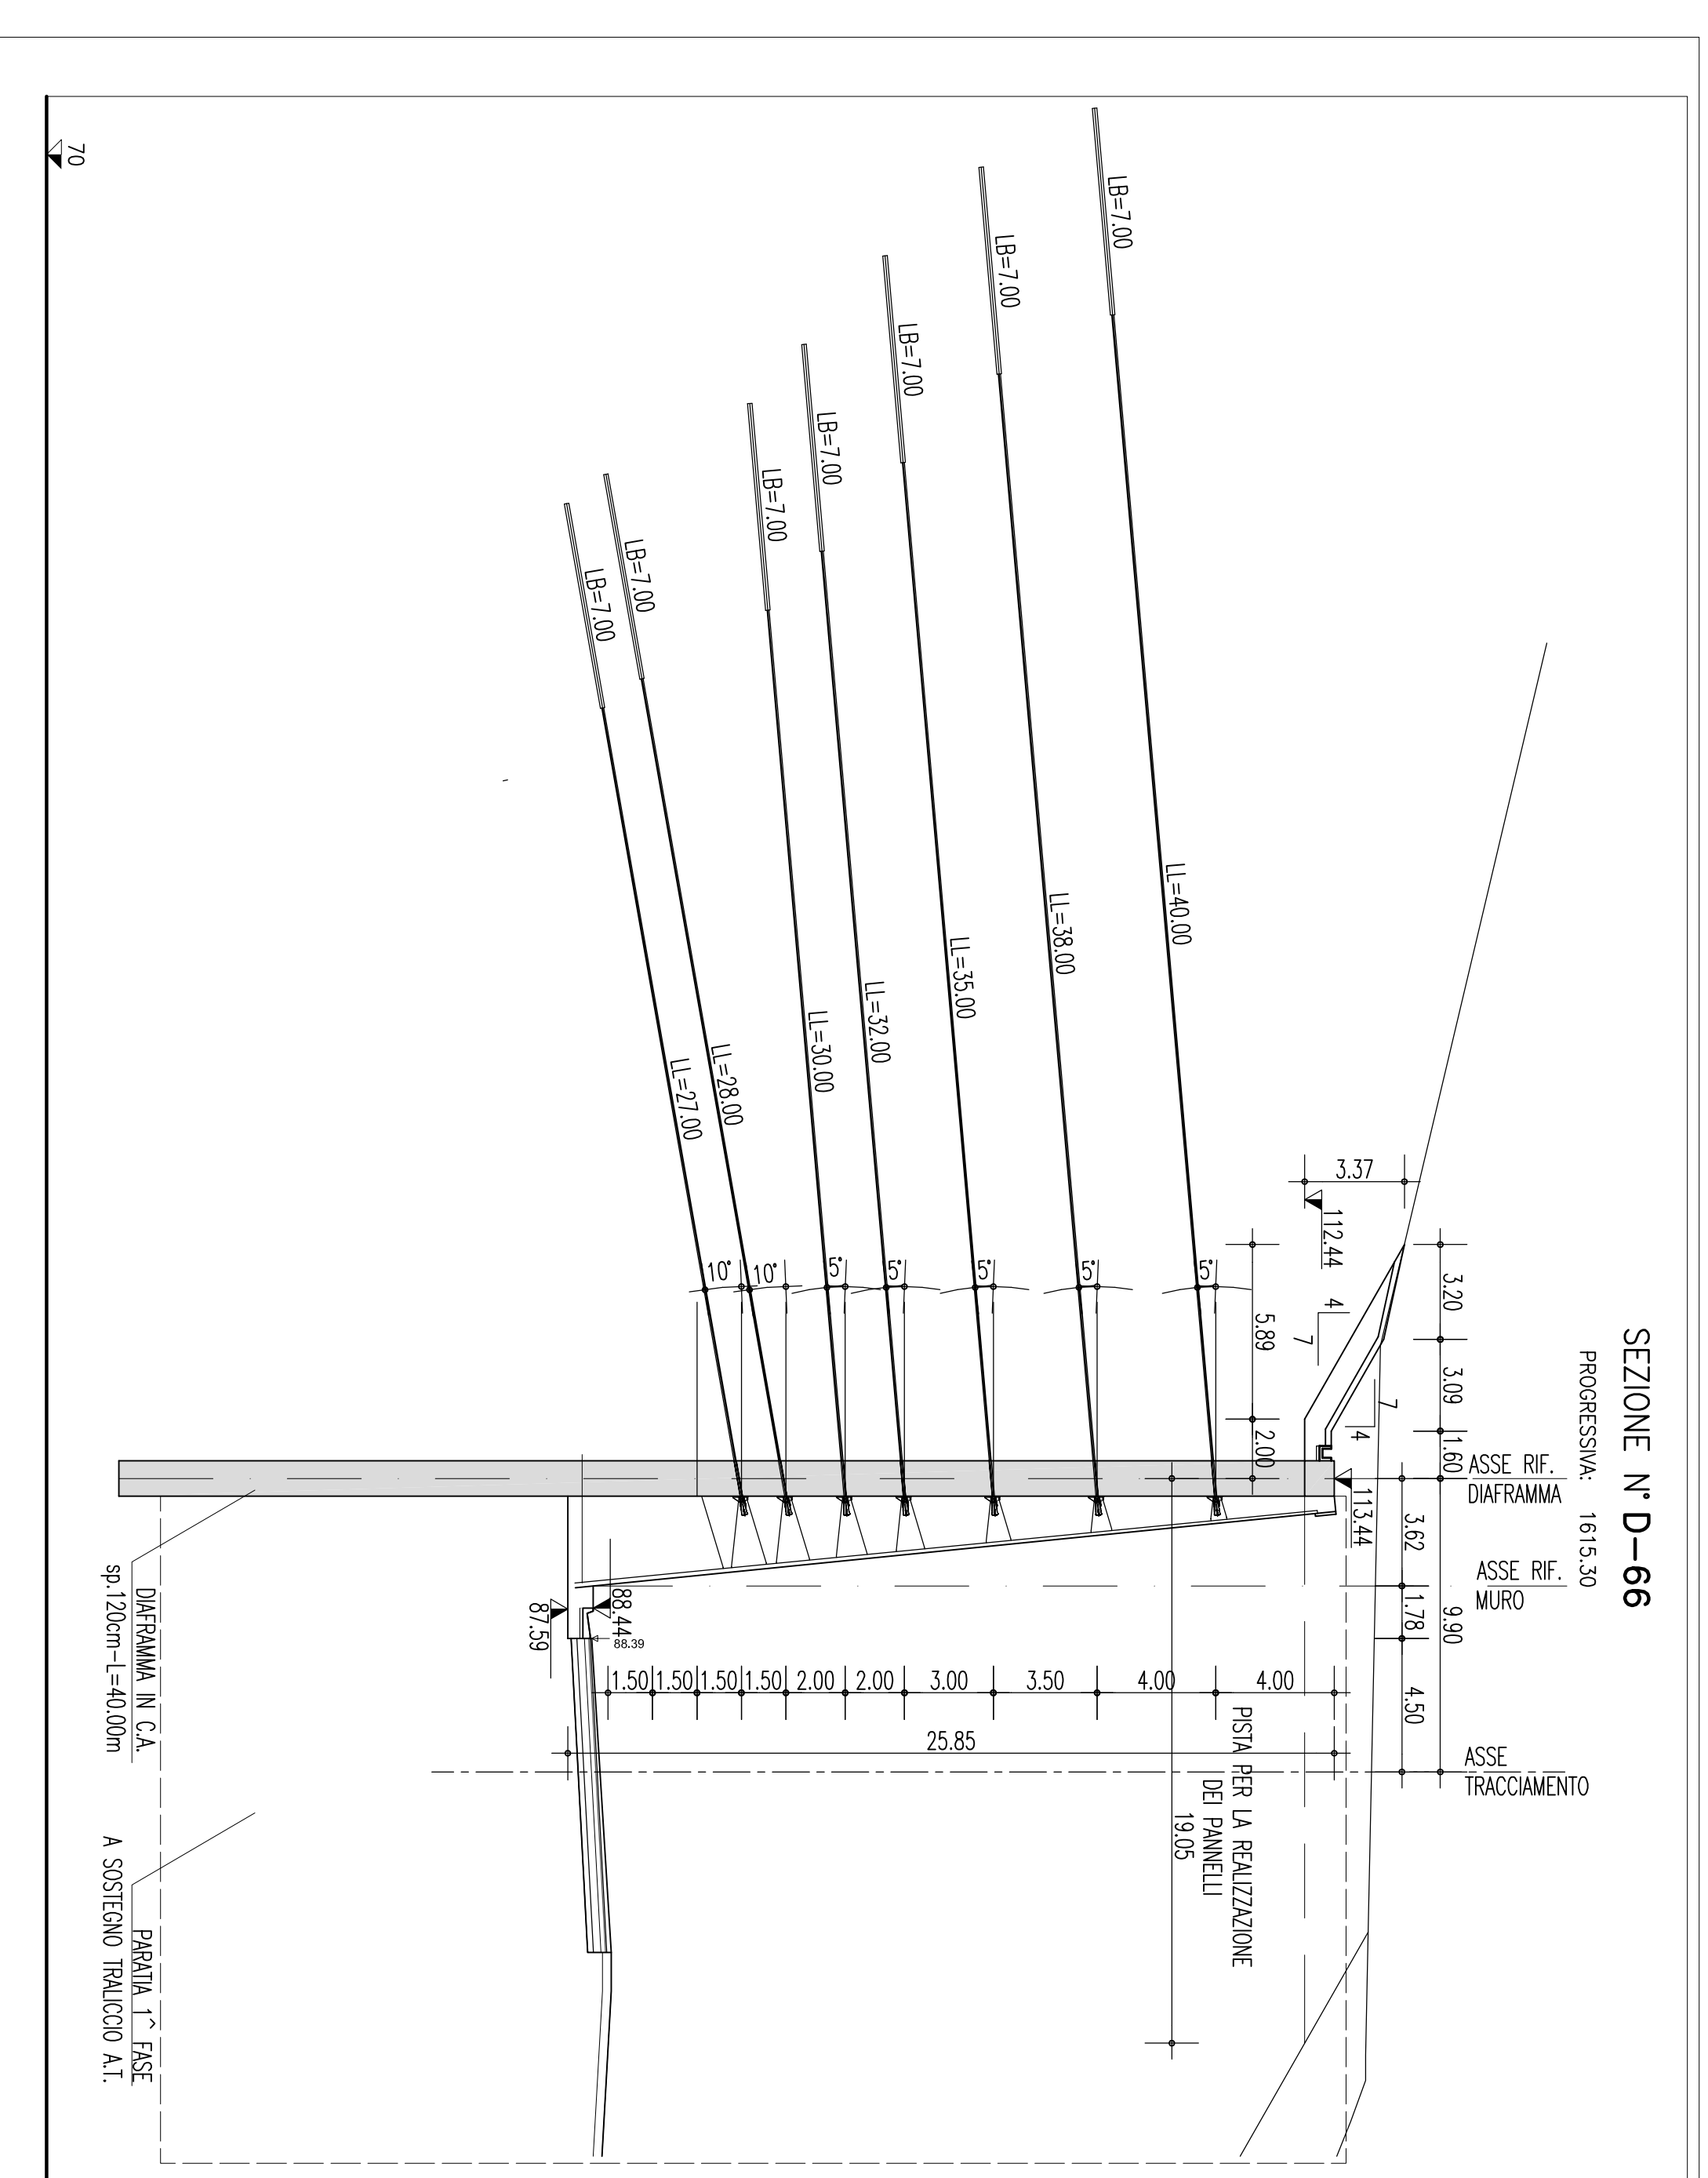 SEZIONE N° D-66
PROGRESSIVA: 1615.30
ASSE RIF.
DIAFRAMMA
ASSE RIF.
MURO
ASSE
TRACCIAMENTO
3.20
3.09
1.60
9.90
3.62
1.78
4.50
3.37
112.44
4
7
7
4
113.44
5.89
2.00
PISTA PER LA REALIZZAZIONE
DEI PANNELLI
19.05
LB=7.00
LL=40.00
5°
LB=7.00
LL=38.00
5°
LB=7.00
LL=35.00
5°
LB=7.00
LL=32.00
5°
LB=7.00
LL=30.00
5°
LB=7.00
LL=28.00
10°
LB=7.00
LL=27.00
10°
4.00
4.00
3.50
3.00
2.00
2.00
1.50
1.50
1.50
1.50
25.85
88.44
88.39
87.59
DIAFRAMMA IN C.A.
sp.120cm-L=40.00m
PARATIA 1^ FASE
A SOSTEGNO TRALICCIO A.T.
70